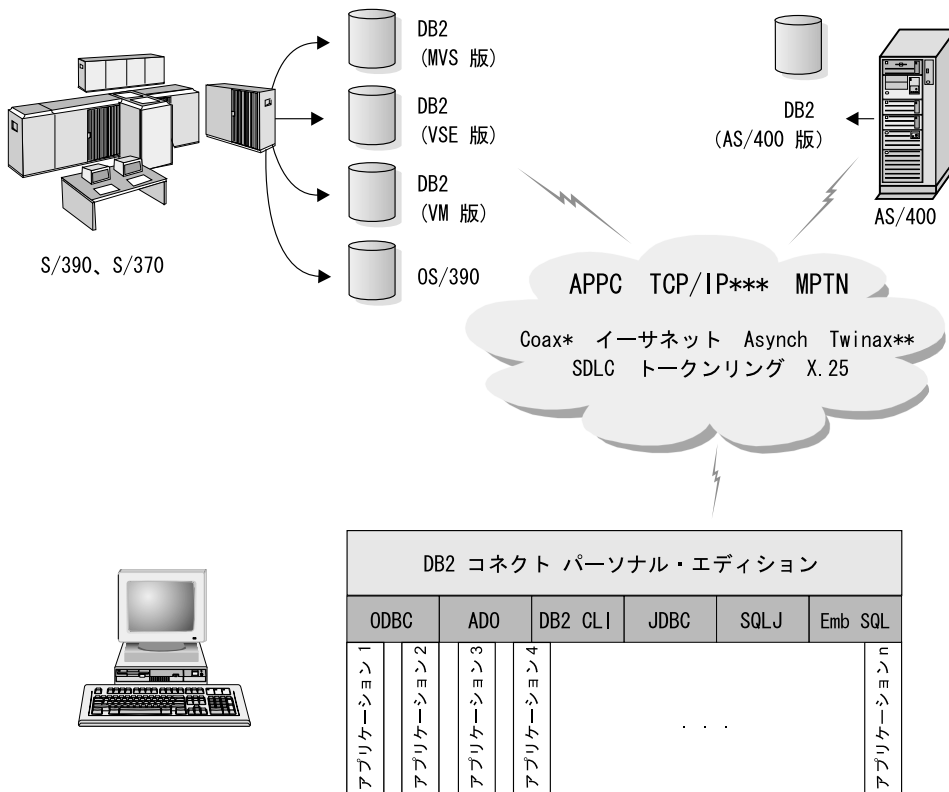 DB2
(MVS 版)
DB2
(VSE 版)
DB2
(VM 版)
OS/390
S/390、S/370
DB2
(AS/400 版)
AS/400
APPC TCP/IP*** MPTN
Coax* イーサネット Asynch Twinax**
SDLC トークンリング X.25
DB2 コネクト パーソナル・エディション
ODBC ADO DB2 CLI JDBC SQLJ Emb SQL
アプリケーション1
アプリケーション2
アプリケーション3
アプリケーション4
. . .
アプリケーションn